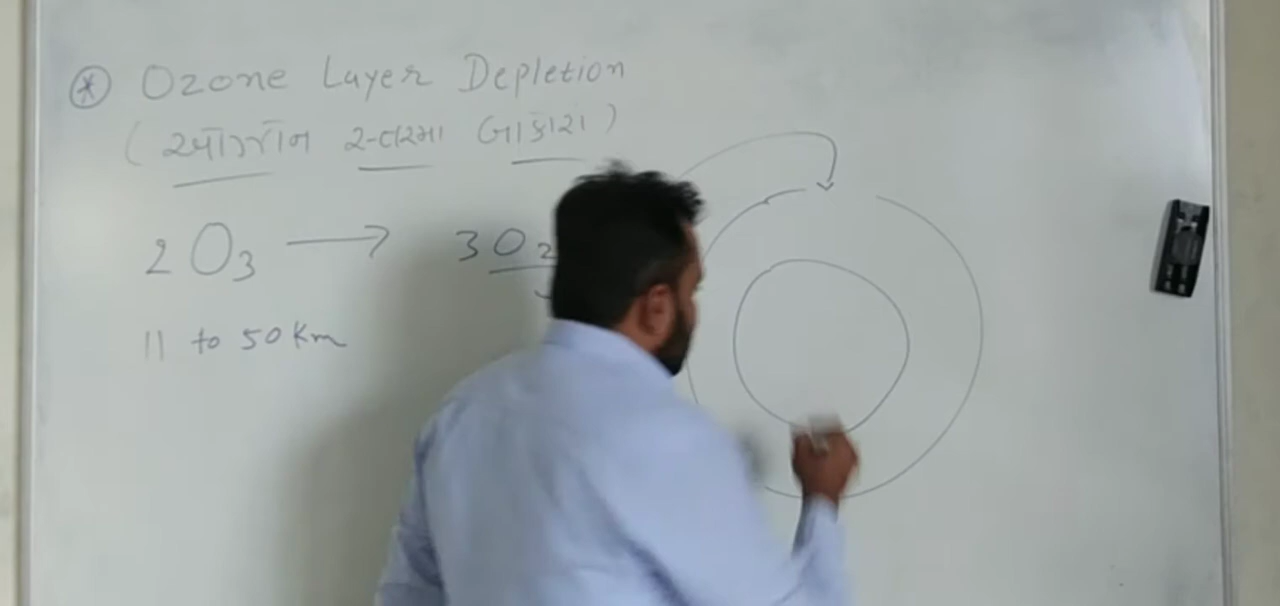 * Ozone Layer Depletion
(ઓઝોન સ્તરમાં ગાબડા)
2O₃ → 3O₂
11 to 50 Km